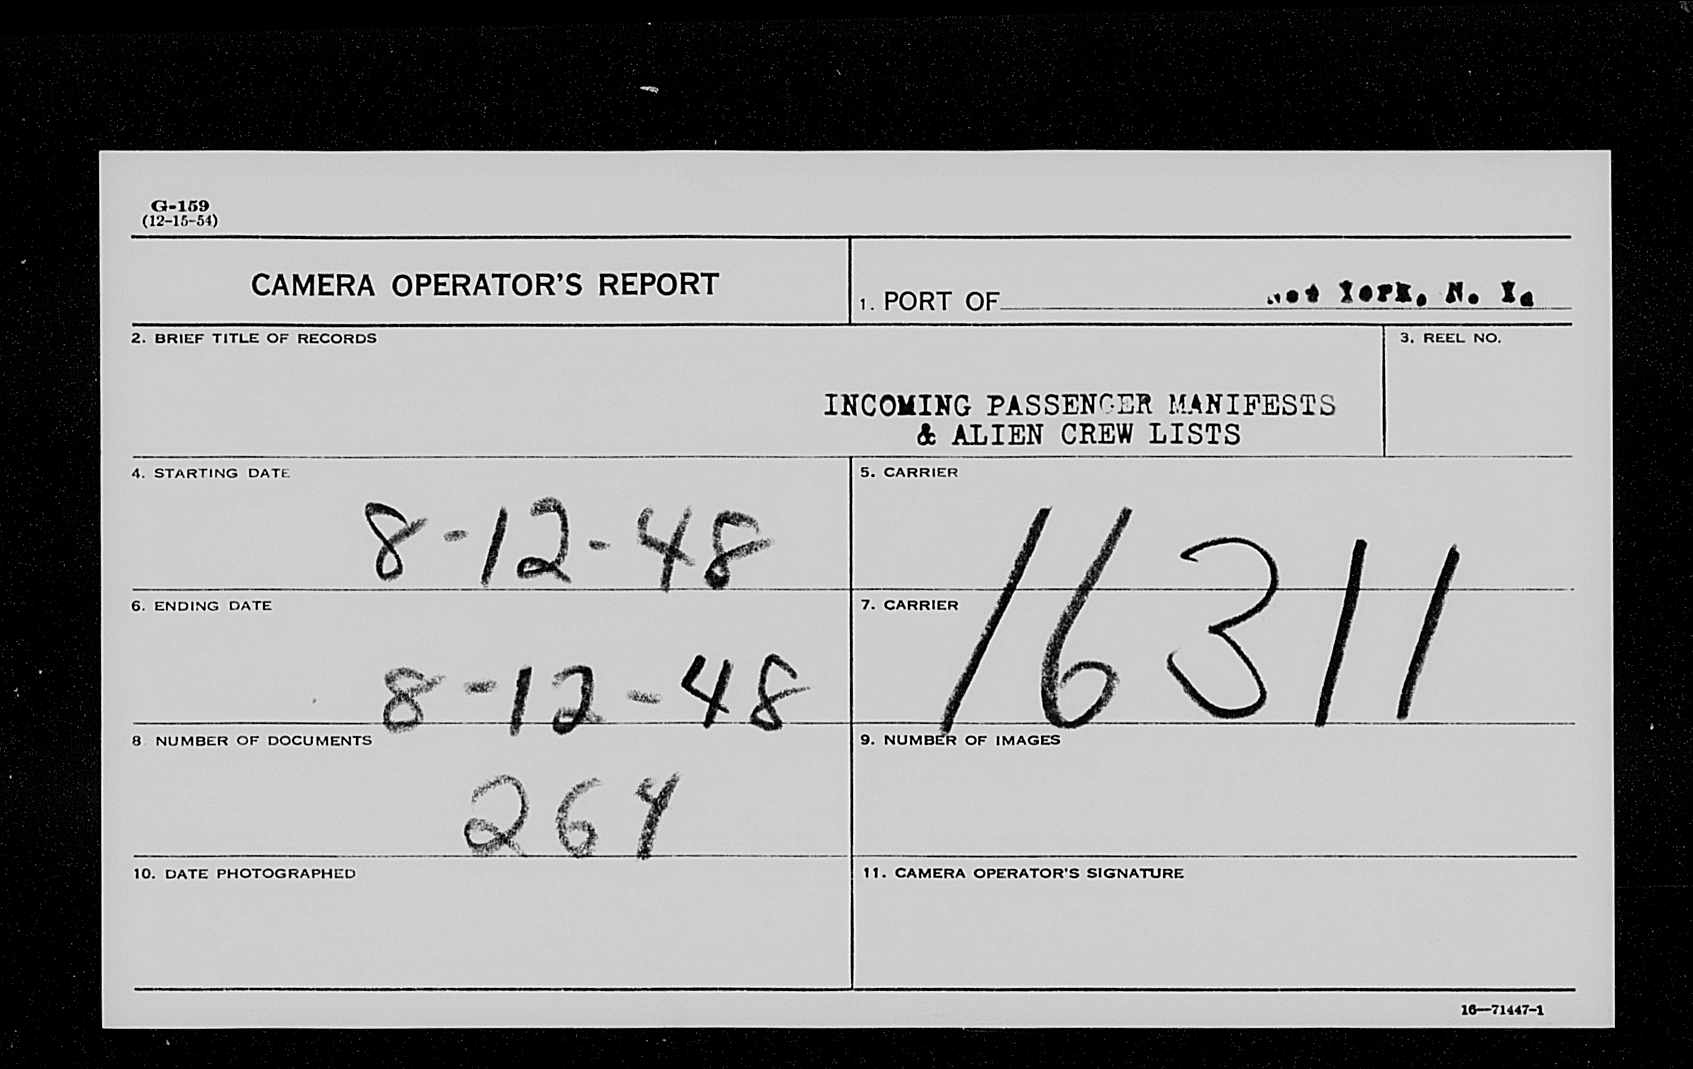 G-159
(12-15-54)
CAMERA OPERATOR'S REPORT
1. PORT OF New York, N. Y.
2. BRIEF TITLE OF RECORDS
3. REEL NO.
INCOMING PASSENGER MANIFESTS
& ALIEN CREW LISTS
4. STARTING DATE
8-12-48
5. CARRIER
16311
6. ENDING DATE
8-12-48
7. CARRIER
8 NUMBER OF DOCUMENTS
264
9. NUMBER OF IMAGES
10. DATE PHOTOGRAPHED
11. CAMERA OPERATOR'S SIGNATURE
16—71447-1